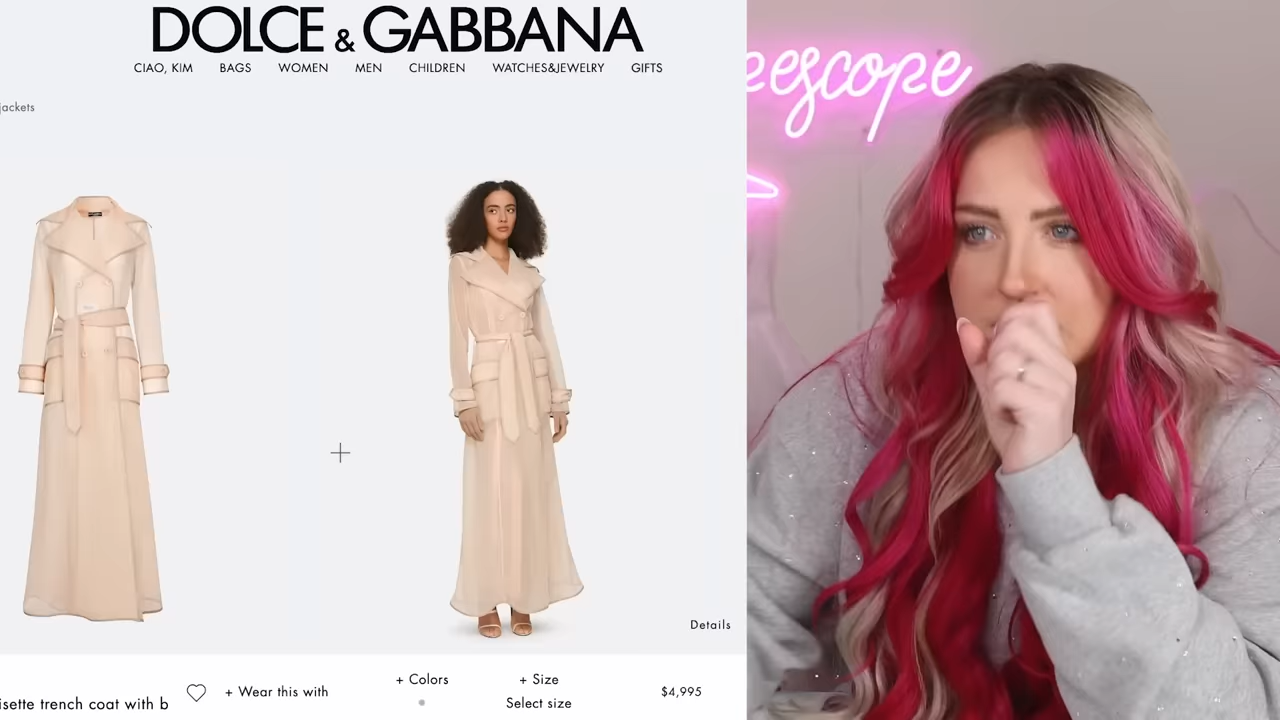 DOLCE & GABBANA
CIAO, KIM BAGS WOMEN MEN CHILDREN WATCHES&JEWELRY GIFTS
jackets
eescope
Details
isette trench coat with b
+ Wear this with
+ Colors
+ Size
Select size
$4,995